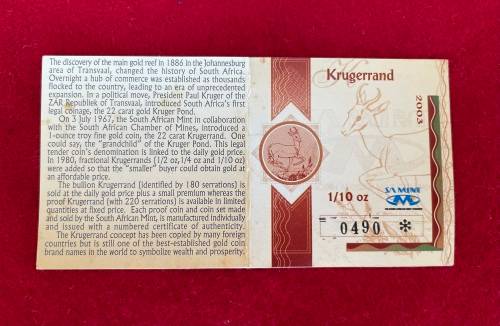 The discovery of the main gold reef in 1886 in the Johannesburg
area of Transvaal, changed the history of South Africa.
Overnight a hub of commerce was established as thousands
flocked to the country, leading to an era of unprecedented
expansion. In a political move, President Paul Kruger of the
ZAR Republiek of Transvaal, introduced South Africa's first
legal coinage, the 22 carat gold Kruger Pond.
On 3 July 1967, the South African Mint in collaboration
with the South African Chamber of Mines, introduced a
1-ounce troy fine gold coin, the 22 carat Krugerrand. One
could say, the "grandchild" of the Kruger Pond. This legal
tender coin's denomination is linked to the daily gold price.
In 1980, fractional Krugerrands (1/2 oz,1/4 oz and 1/10 oz)
were added so that the "smaller" buyer could obtain gold at
an affordable price.
The bullion Krugerrand (identified by 180 serrations) is
sold at the daily gold price plus a small premium whereas the
proof Krugerrand (with 220 serrations) is available in limited
quantities at fixed price. Each proof coin and coin set made
and sold by the South African Mint, is manufactured individually
and issued with a numbered certificate of authenticity.
The Krugerrand concept has been copied by many foreign
countries but is still one of the best-established gold coin
brand names in the world to symbolize wealth and prosperity.
Krugerrand
2003
1/10 oz
SA MINT
0490 *